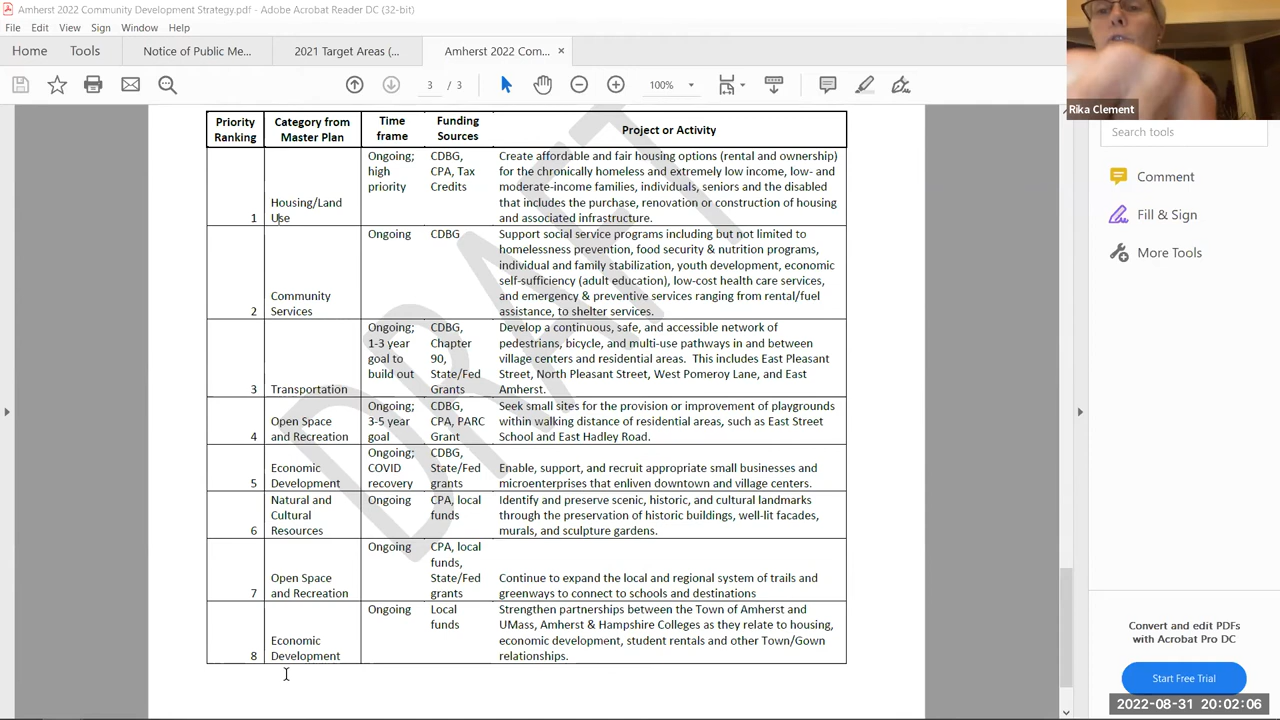 Amherst 2022 Community Development Strategy.pdf - Adobe Acrobat Reader DC (32-bit)
File Edit View Sign Window Help
Home Tools Notice of Public Me... 2021 Target Areas (... Amherst 2022 Com... ×
3 / 3 100%
Rika Clement
Search tools
Comment
Fill & Sign
More Tools
Priority Ranking
Category from Master Plan
Time frame
Funding Sources
Project or Activity
1
Housing/Land
Use
Ongoing;
high
priority
CDBG,
CPA, Tax
Credits
Create affordable and fair housing options (rental and ownership)
for the chronically homeless and extremely low income, low- and
moderate-income families, individuals, seniors and the disabled
that includes the purchase, renovation or construction of housing
and associated infrastructure.
2
Community
Services
Ongoing
CDBG
Support social service programs including but not limited to
homelessness prevention, food security & nutrition programs,
individual and family stabilization, youth development, economic
self-sufficiency (adult education), low-cost health care services,
and emergency & preventive services ranging from rental/fuel
assistance, to shelter services.
3
Transportation
Ongoing;
1-3 year
goal to
build out
CDBG,
Chapter
90,
State/Fed
Grants
Develop a continuous, safe, and accessible network of
pedestrians, bicycle, and multi-use pathways in and between
village centers and residential areas. This includes East Pleasant
Street, North Pleasant Street, West Pomeroy Lane, and East
Amherst.
4
Open Space
and Recreation
Ongoing;
3-5 year
goal
CDBG,
CPA, PARC
Grant
Seek small sites for the provision or improvement of playgrounds
within walking distance of residential areas, such as East Street
School and East Hadley Road.
5
Economic
Development
Ongoing;
COVID
recovery
CDBG,
State/Fed
grants
Enable, support, and recruit appropriate small businesses and
microenterprises that enliven downtown and village centers.
6
Natural and
Cultural
Resources
Ongoing
CPA, local
funds
Identify and preserve scenic, historic, and cultural landmarks
through the preservation of historic buildings, well-lit facades,
murals, and sculpture gardens.
7
Open Space
and Recreation
Ongoing
CPA, local
funds,
State/Fed
grants
Continue to expand the local and regional system of trails and
greenways to connect to schools and destinations
8
Economic
Development
Ongoing
Local
funds
Strengthen partnerships between the Town of Amherst and
UMass, Amherst & Hampshire Colleges as they relate to housing,
economic development, student rentals and other Town/Gown
relationships.
DRAFT
Convert and edit PDFs
with Acrobat Pro DC
Start Free Trial
2022-08-31 20:02:06